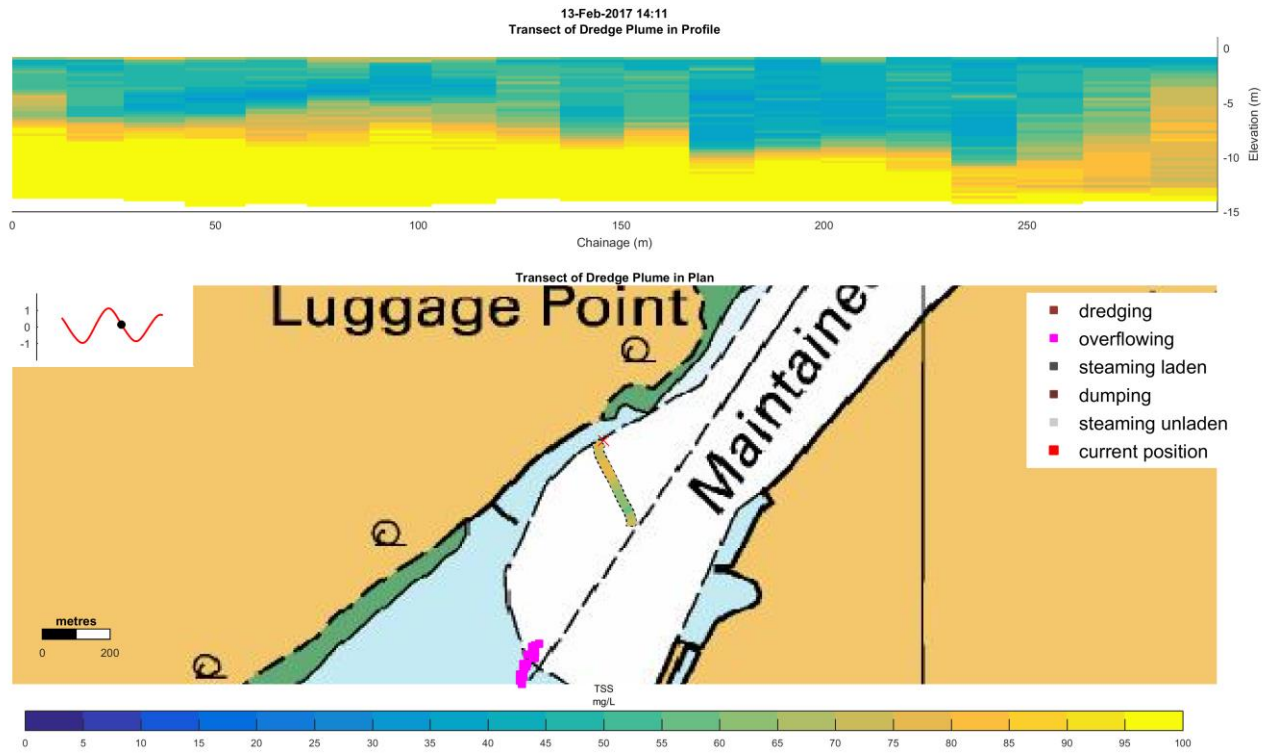 13-Feb-2017 14:11
Transect of Dredge Plume in Profile
0
-5
-10
-15
Elevation (m)
0 50 100 150 200 250
Chainage (m)
Transect of Dredge Plume in Plan
1
0
-1
Luggage Point
Maintained
dredging
overflowing
steaming laden
dumping
steaming unladen
current position
metres
0 200
TSS
mg/L
0 5 10 15 20 25 30 35 40 45 50 55 60 65 70 75 80 85 90 95 100